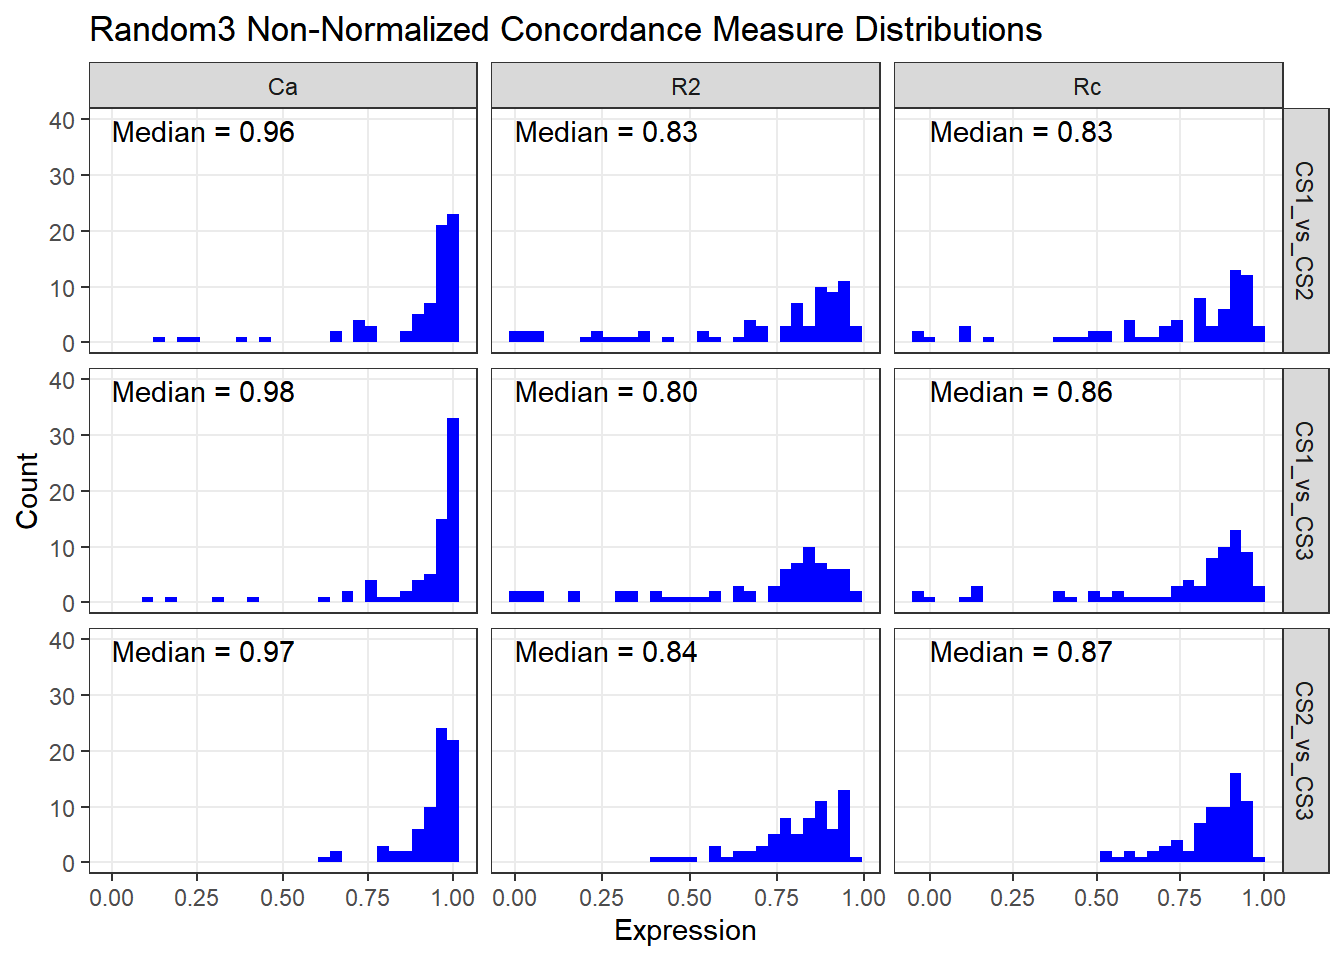 Random3 Non-Normalized Concordance Measure Distributions
Ca
R2
Rc
40
30
20
10
0
Median = 0.96
Median = 0.83
Median = 0.83
CS1_vs_CS2
40
30
20
10
0
Median = 0.98
Median = 0.80
Median = 0.86
CS1_vs_CS3
Count
40
30
20
10
0
Median = 0.97
Median = 0.84
Median = 0.87
CS2_vs_CS3
0.00 0.25 0.50 0.75 1.00
0.00 0.25 0.50 0.75 1.00
0.00 0.25 0.50 0.75 1.00
Expression